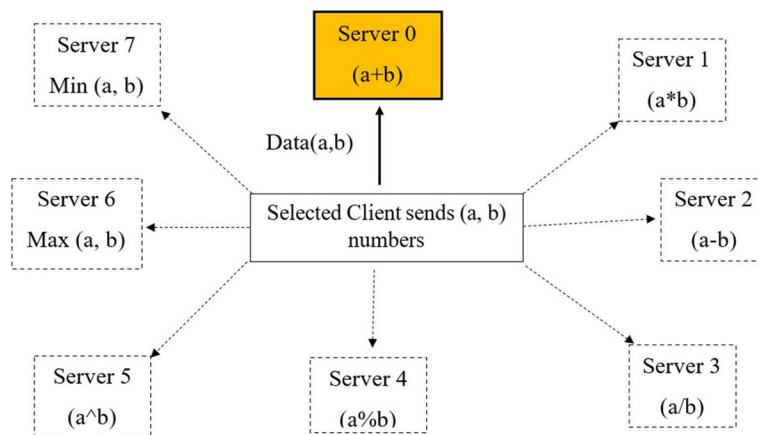 Server 0
(a+b)
Server 7
Min (a, b)
Server 1
(a*b)
Data(a,b)
Server 6
Max (a, b)
Selected Client sends (a, b)
numbers
Server 2
(a-b)
Server 5
(a^b)
Server 4
(a%b)
Server 3
(a/b)